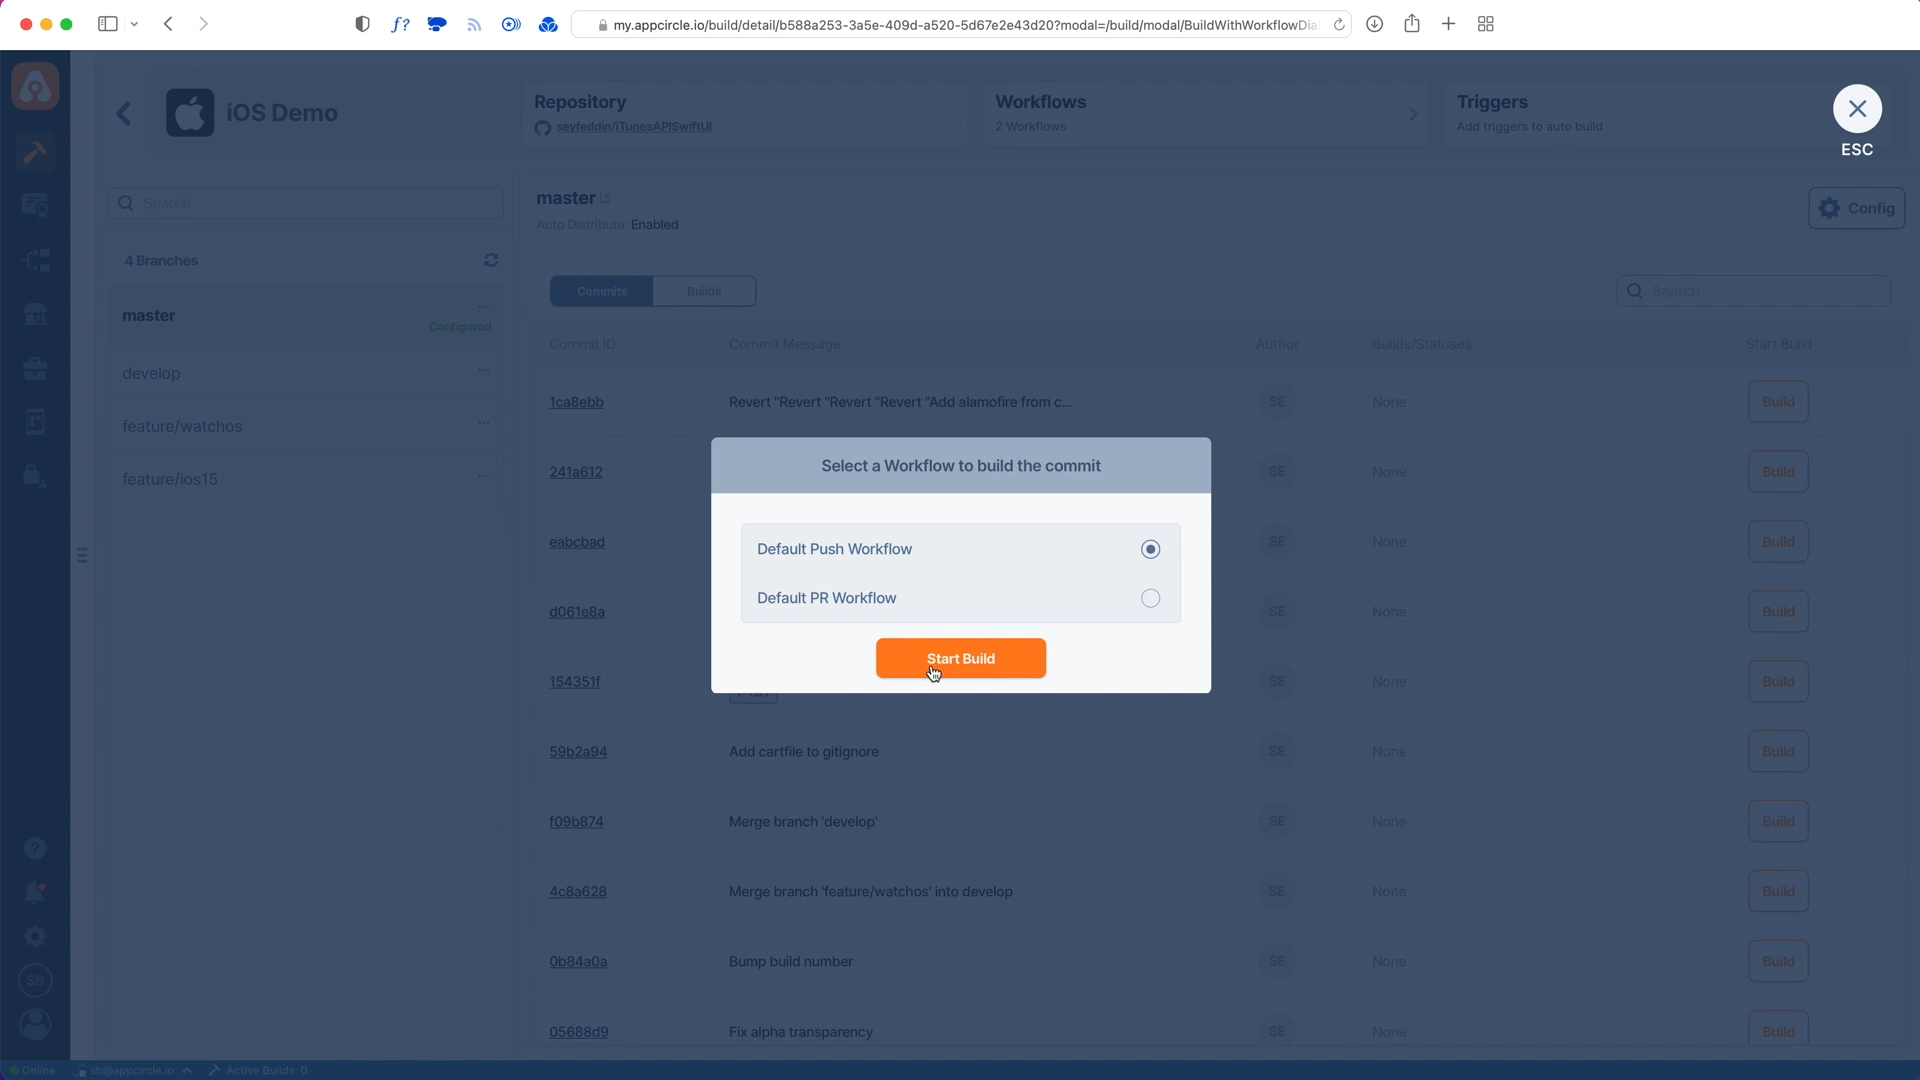 my.appcircle.io/build/detail/b588a253-3a5e-409d-a520-5d67e2e43d20?modal=/build/modal/BuildWithWorkflowDia
iOS Demo
Repository
seyfeddin/iTunesAPISwiftUI
Workflows
2 Workflows
Triggers
Add triggers to auto build
ESC
Search
master
Auto Distribute: Enabled
Config
4 Branches
master
Configured
develop
feature/watchos
feature/ios15
Commits
Builds
Search
Commit ID
Commit Message
Author
Builds/Statuses
Start Build
1ca8ebb
Revert "Revert "Revert "Revert "Add alamofire from c...
SE
None
Build
241a612
SE
None
Build
eabcbad
SE
None
Build
d061e8a
SE
None
Build
154351f
SE
None
Build
59b2a94
Add cartfile to gitignore
SE
None
Build
f09b874
Merge branch 'develop'
SE
None
Build
4c8a628
Merge branch 'feature/watchos' into develop
SE
None
Build
0b84a0a
Bump build number
SE
None
Build
05688d9
Fix alpha transparency
SE
None
Build
Select a Workflow to build the commit
Default Push Workflow
Default PR Workflow
Start Build
SB
Online
sb@appcircle.io
Active Builds: 0